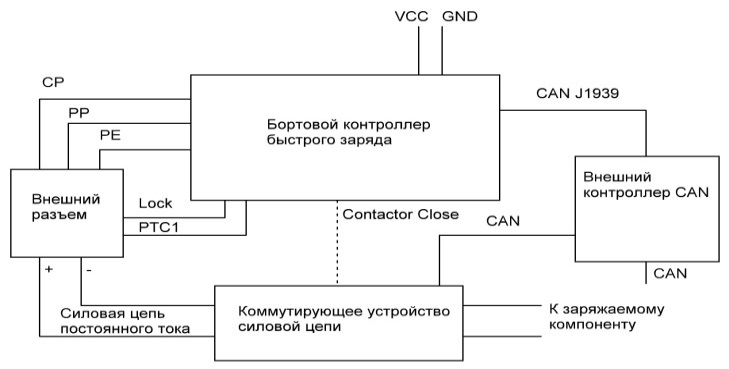 VCC GND
CP
CAN J1939
PP
Бортовой контроллер
быстрого заряда
PE
Внешний
разъем
Внешний
контроллер CAN
Lock
Contactor Close
CAN
PTC1
+ -
CAN
Силовая цепь
постоянного тока
Коммутирующее устройство
силовой цепи
К заряжаемому
компоненту